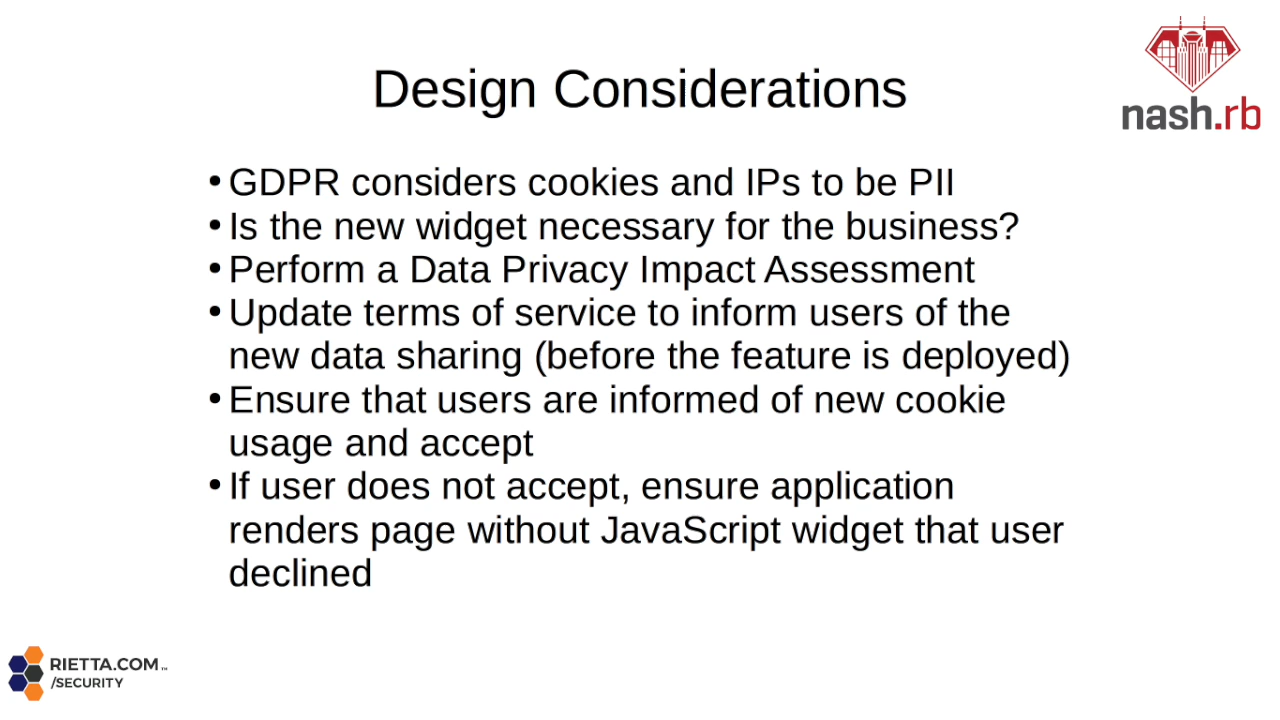 nash.rb
Design Considerations
• GDPR considers cookies and IPs to be PII
• Is the new widget necessary for the business?
• Perform a Data Privacy Impact Assessment
• Update terms of service to inform users of the
new data sharing (before the feature is deployed)
• Ensure that users are informed of new cookie
usage and accept
• If user does not accept, ensure application
renders page without JavaScript widget that user
declined
RIETTA.COM
/SECURITY